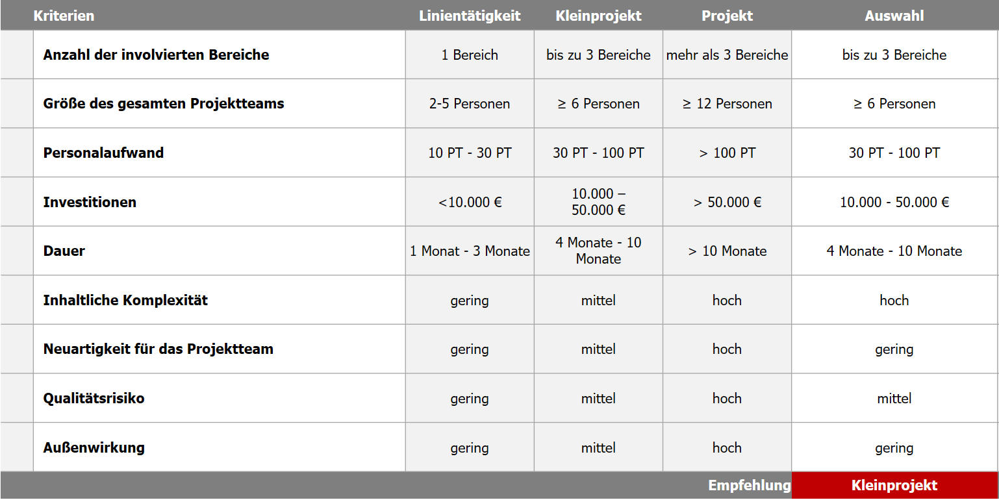 Kriterien Linientätigkeit Kleinprojekt Projekt Auswahl
Anzahl der involvierten Bereiche 1 Bereich bis zu 3 Bereiche mehr als 3 Bereiche bis zu 3 Bereiche
Größe des gesamten Projektteams 2-5 Personen ≥ 6 Personen ≥ 12 Personen ≥ 6 Personen
Personalaufwand 10 PT - 30 PT 30 PT - 100 PT > 100 PT 30 PT - 100 PT
Investitionen <10.000 € 10.000 – 50.000 € > 50.000 € 10.000 - 50.000 €
Dauer 1 Monat - 3 Monate 4 Monate - 10 Monate > 10 Monate 4 Monate - 10 Monate
Inhaltliche Komplexität gering mittel hoch hoch
Neuartigkeit für das Projektteam gering mittel hoch gering
Qualitätsrisiko gering mittel hoch mittel
Außenwirkung gering mittel hoch gering
Empfehlung Kleinprojekt